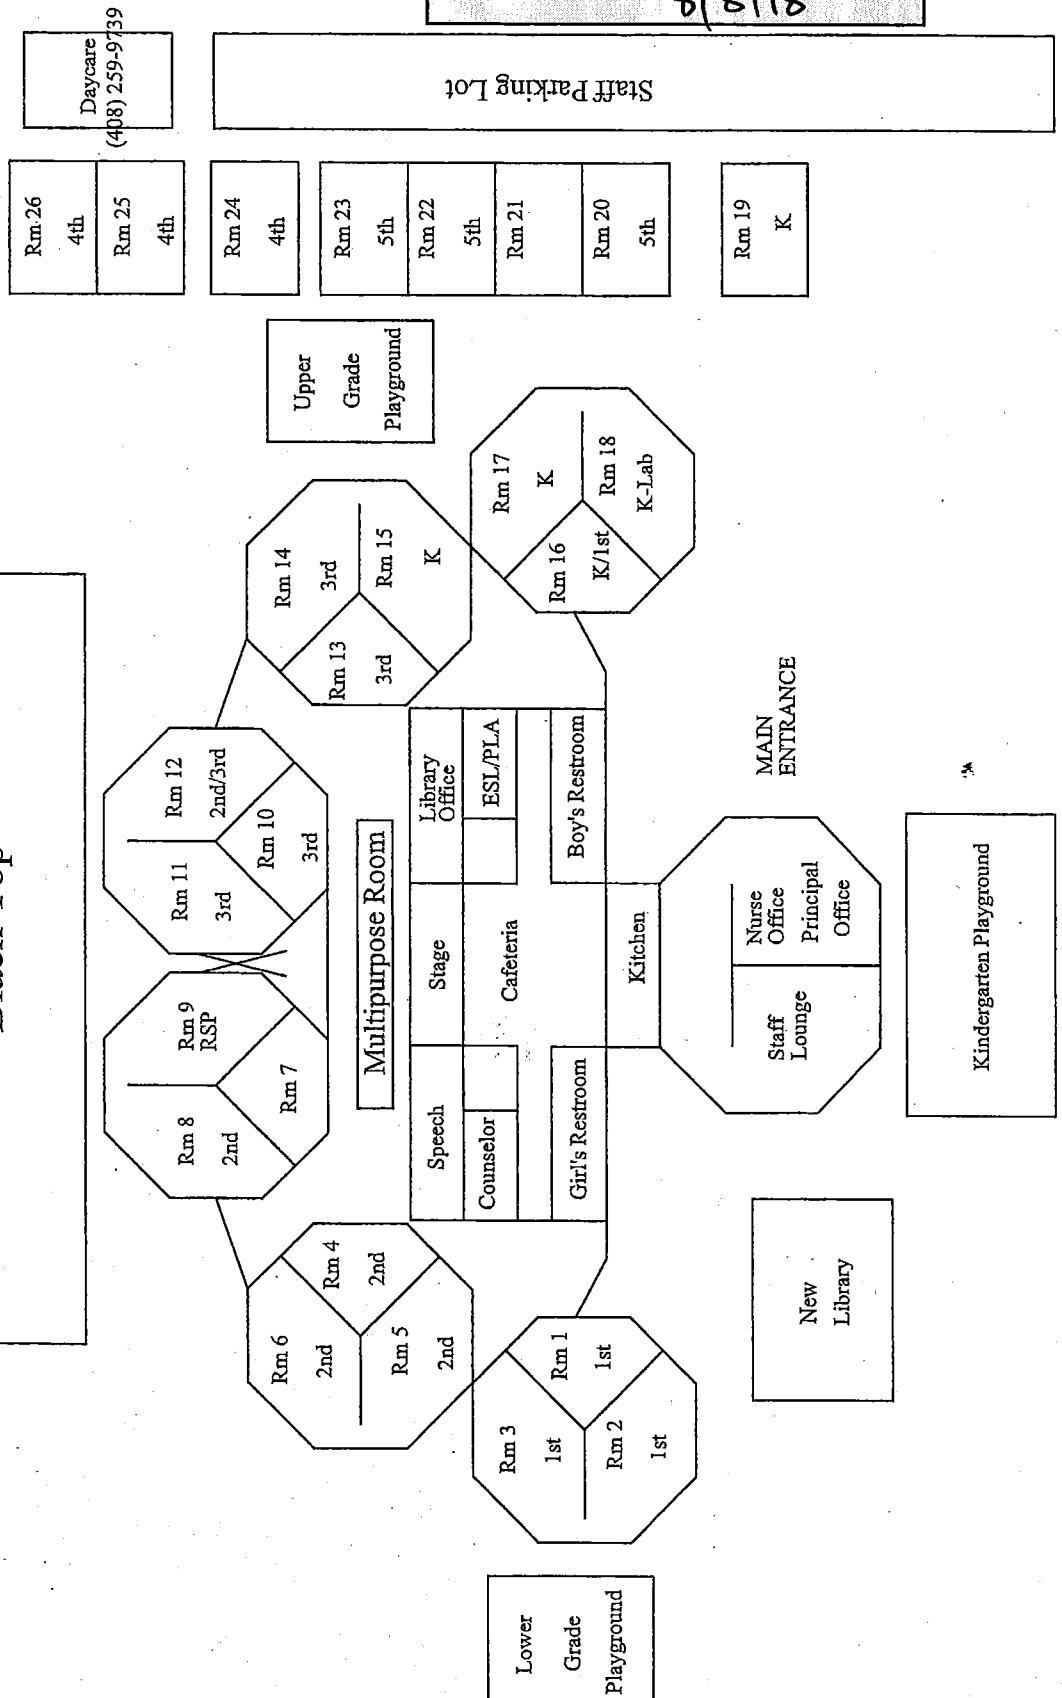 8/8/18
Daycare
(408) 259-9739
Staff Parking Lot
Rm 26
4th
Rm 25
4th
Rm 24
4th
Rm 23
5th
Rm 22
5th
Rm 21
Rm 20
5th
Rm 19
K
Upper
Grade
Playground
Rm 14
3rd
Rm 15
K
Rm 13
3rd
Rm 17
K
Rm 18
K-Lab
Rm 16
K/1st
Rm 12
2nd/3rd
Rm 11
3rd
Rm 10
3rd
Rm 9
RSP
Rm 8
2nd
Rm 7
Multipurpose Room
Library
Office
ESL/PLA
Boy's Restroom
Stage
Cafeteria
Kitchen
Speech
Counselor
Girl's Restroom
MAIN
ENTRANCE
Nurse
Office
Principal
Office
Staff
Lounge
Kindergarten Playground
Rm 4
2nd
Rm 6
2nd
Rm 5
2nd
Rm 1
1st
Rm 3
1st
Rm 2
1st
New
Library
Lower
Grade
Playground